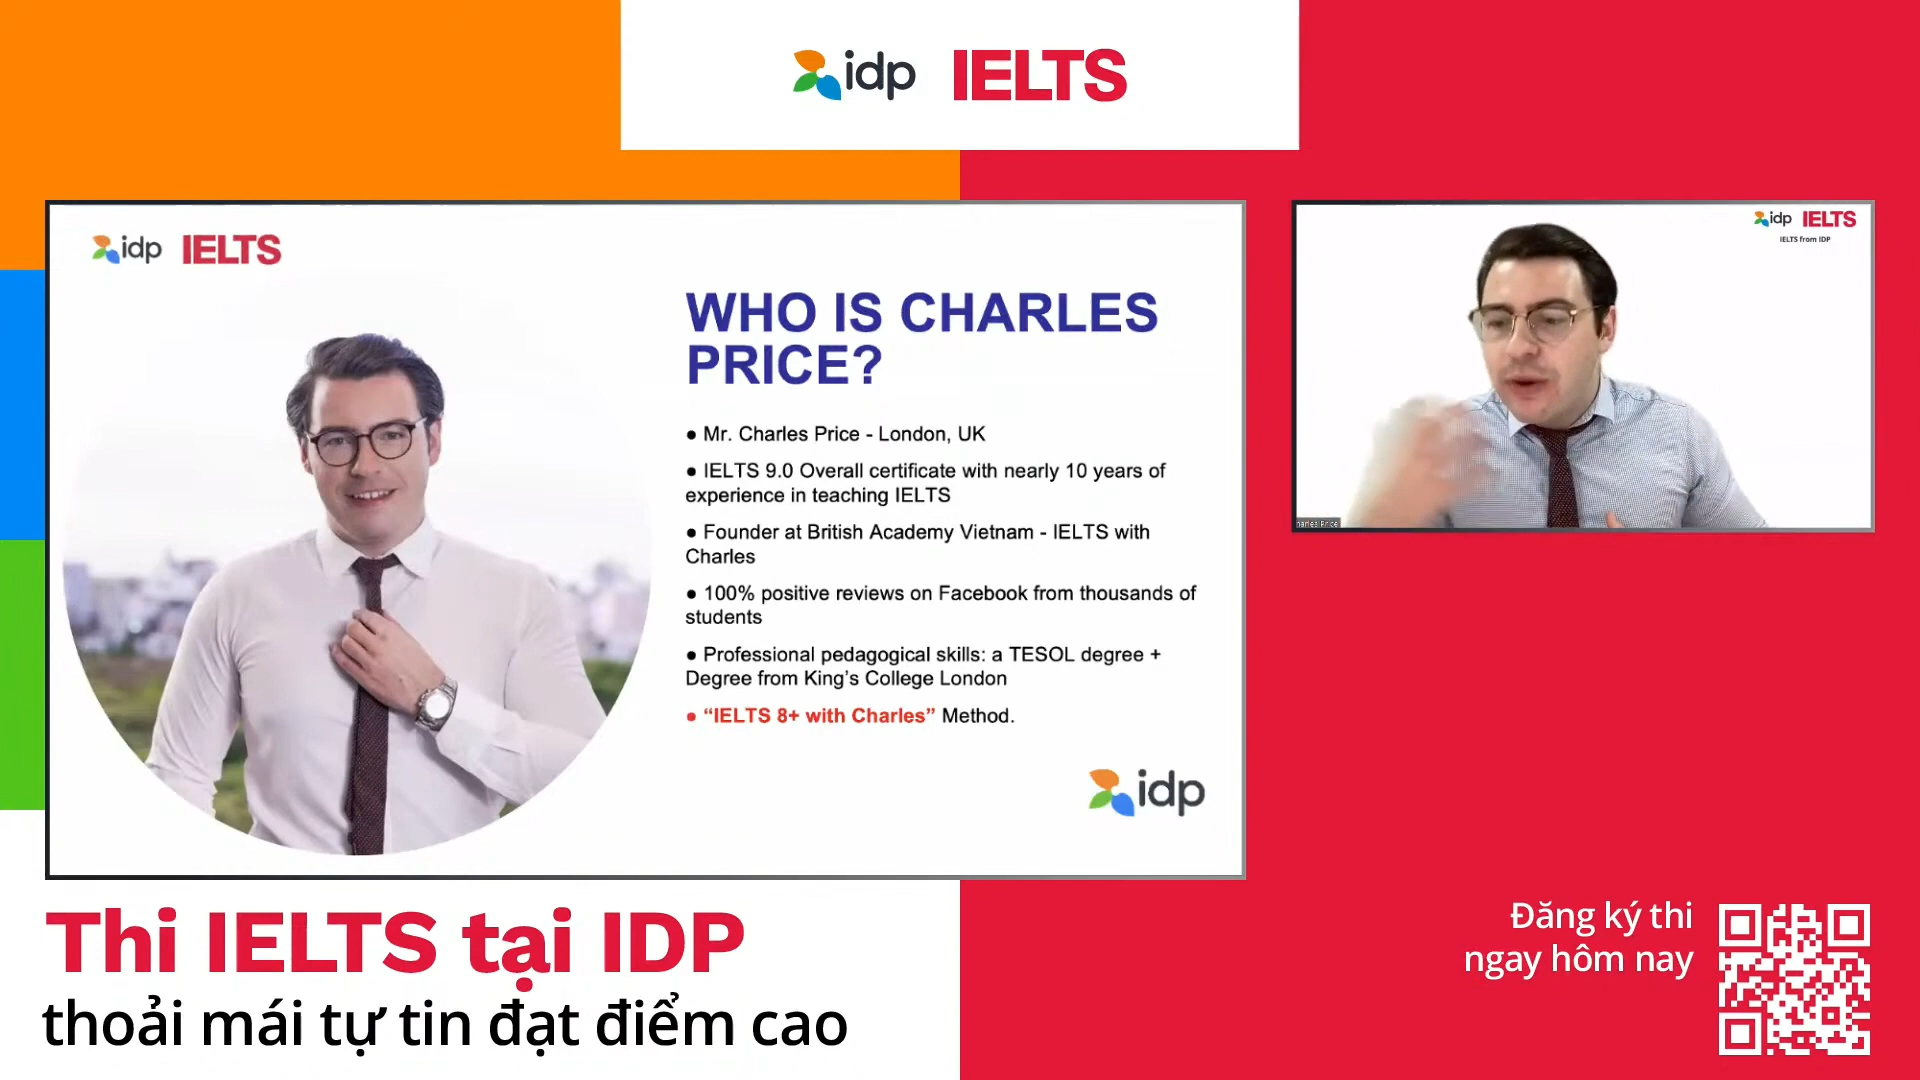 idp IELTS
idp IELTS
WHO IS CHARLES
PRICE?
● Mr. Charles Price - London, UK
● IELTS 9.0 Overall certificate with nearly 10 years of
experience in teaching IELTS
● Founder at British Academy Vietnam - IELTS with
Charles
● 100% positive reviews on Facebook from thousands of
students
● Professional pedagogical skills: a TESOL degree +
Degree from King’s College London
● “IELTS 8+ with Charles” Method.
idp
idp IELTS
IELTS from IDP
Price
Thi IELTS tại IDP
thoải mái tự tin đạt điểm cao
Đăng ký thi
ngay hôm nay